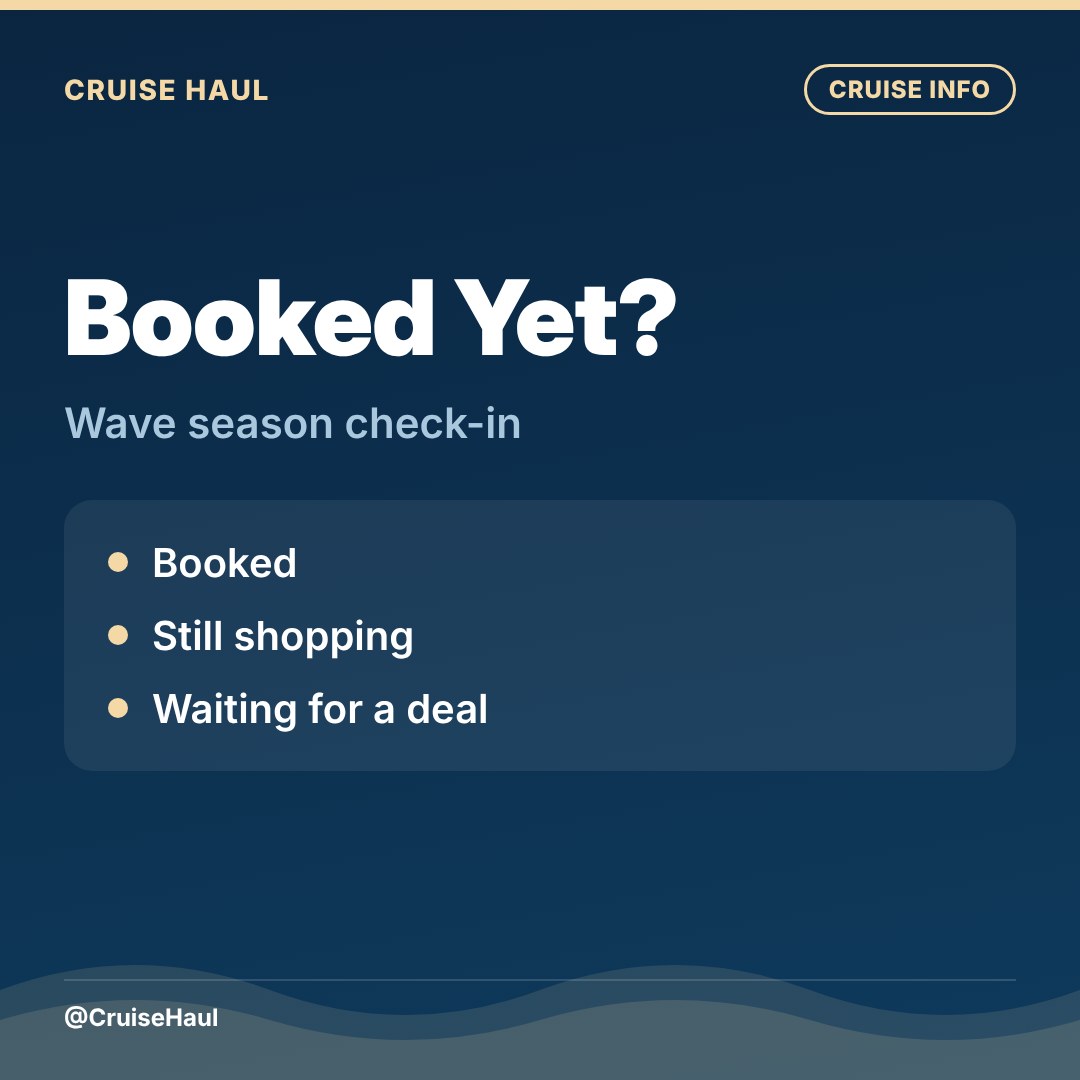 CRUISE HAUL
CRUISE INFO
Booked Yet?
Wave season check-in
Booked
Still shopping
Waiting for a deal
@CruiseHaul